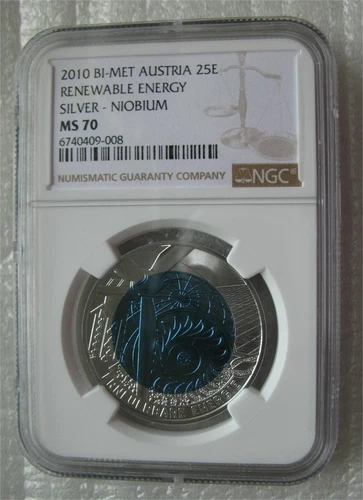 2010 BI-MET AUSTRIA 25E
RENEWABLE ENERGY
SILVER - NIOBIUM
MS 70
6740409-008
NUMISMATIC GUARANTY COMPANY
NGC®